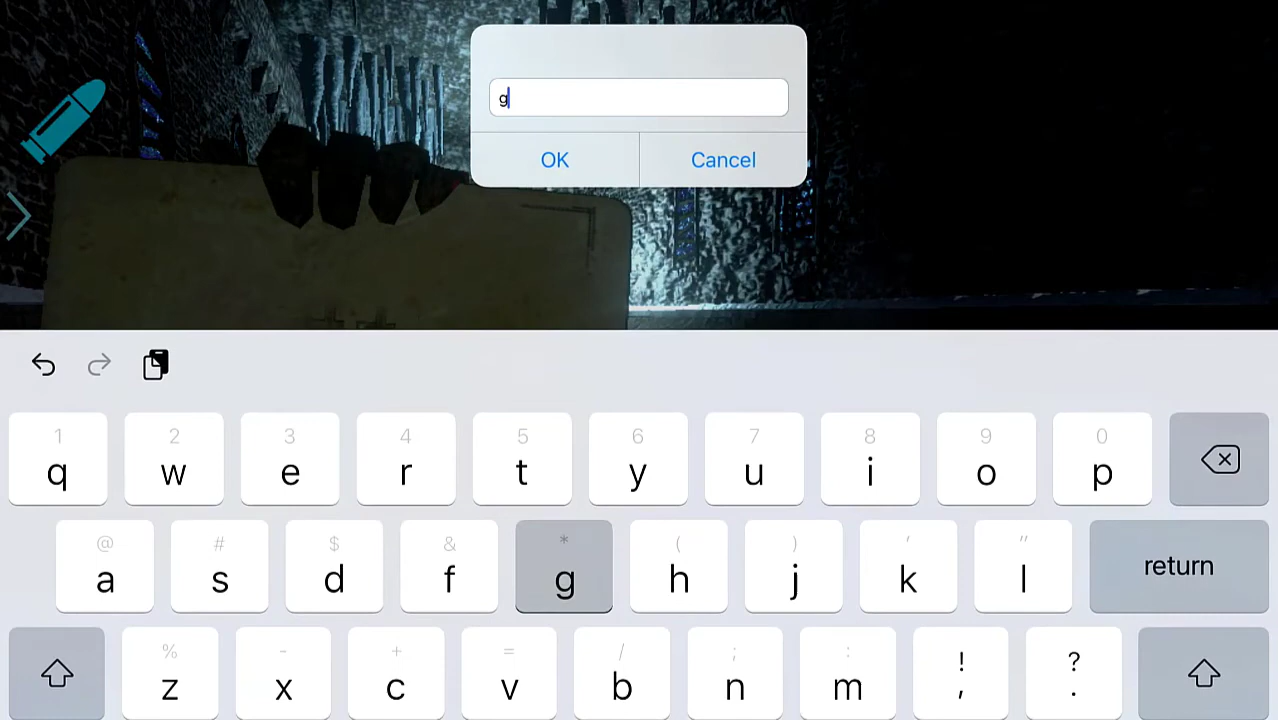 g
OK Cancel
1 2 3 4 5 6 7 8 9 0
q w e r t y u i o p
@ # $ & * ( ) ' "
a s d f g h j k l return
% - + = / ; : ! ?
z x c v b n m , .